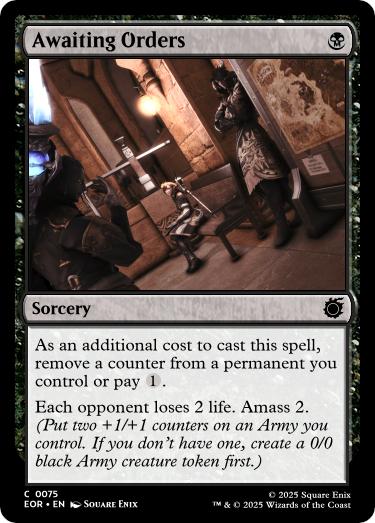 Awaiting Orders
Sorcery
As an additional cost to cast this spell,
remove a counter from a permanent you
control or pay 1.
Each opponent loses 2 life. Amass 2.
(Put two +1/+1 counters on an Army you
control. If you don't have one, create a 0/0
black Army creature token first.)
C 0075
EOR • EN Square Enix
© 2025 Square Enix
™ & © 2025 Wizards of the Coast